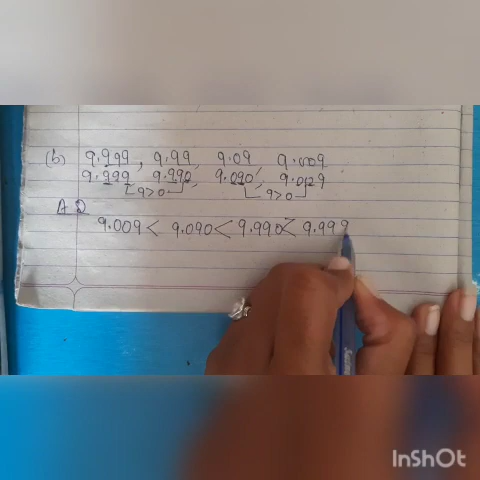 (b) 9.999, 9.99, 9.09 9.009
9.999, 9.990, 9.090, 9.009
9>0 9>0
A.O
9.009 < 9.090 < 9.990 < 9.999
InShOt